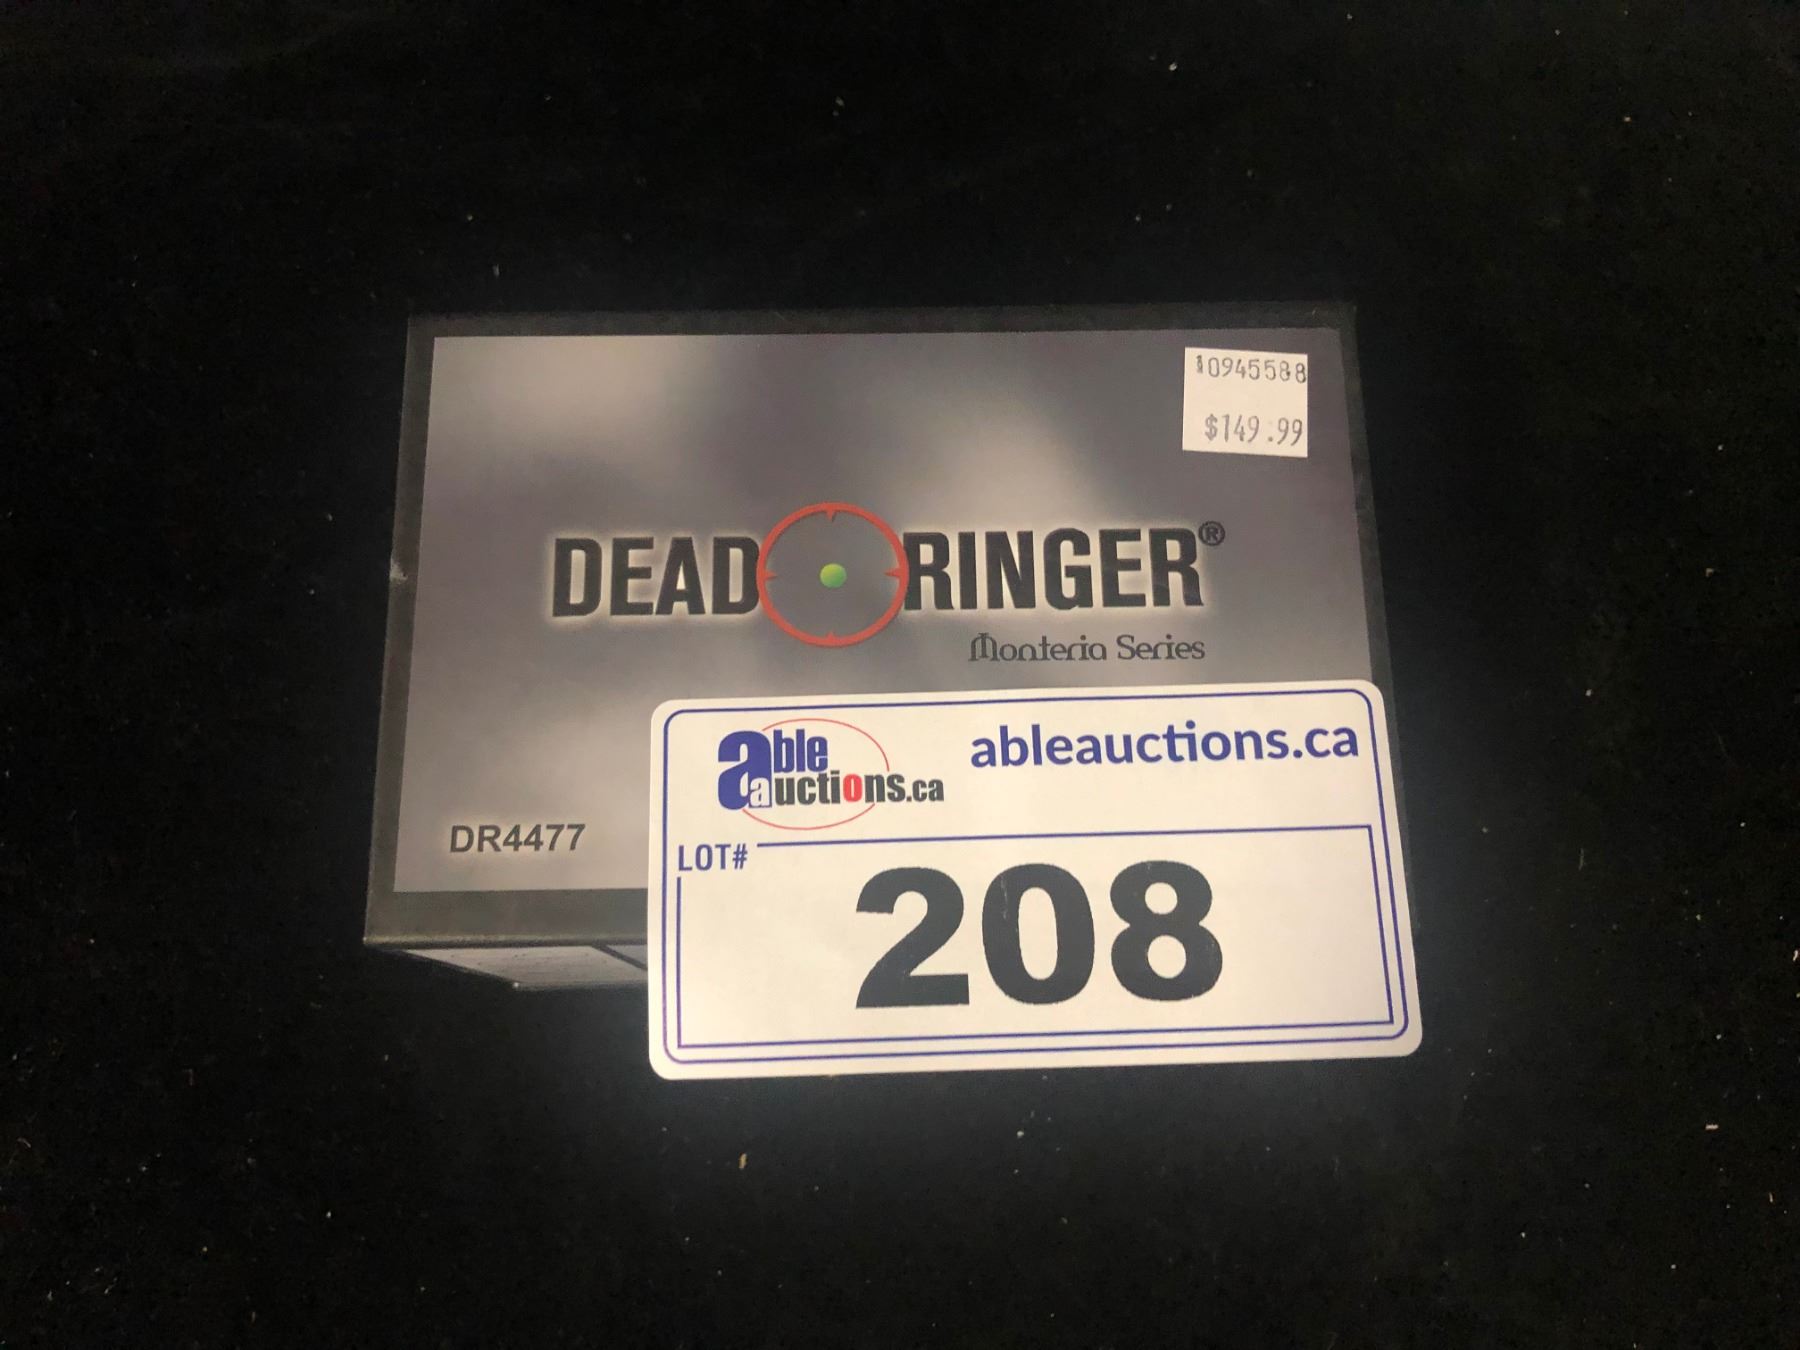 10945588
$149.99
DEAD RINGER®
Monteria Series
DR4477
able auctions.ca
ableauctions.ca
LOT#
208